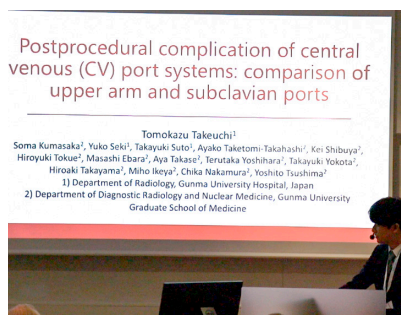 Postprocedural complication of central
venous (CV) port systems: comparison of
upper arm and subclavian ports
Tomokazu Takeuchi¹
Soma Kumasaka², Yuko Seki¹, Takayuki Suto¹, Ayako Taketomi-Takahashi², Kei Shibuya²,
Hiroyuki Tokue², Masashi Ebara², Aya Takase², Terutaka Yoshihara², Takayuki Yokota²,
Hiroaki Takayama², Miho Ikeya², Chika Nakamura², Yoshito Tsushima²
1) Department of Radiology, Gunma University Hospital, Japan
2) Department of Diagnostic Radiology and Nuclear Medicine, Gunma University
Graduate School of Medicine